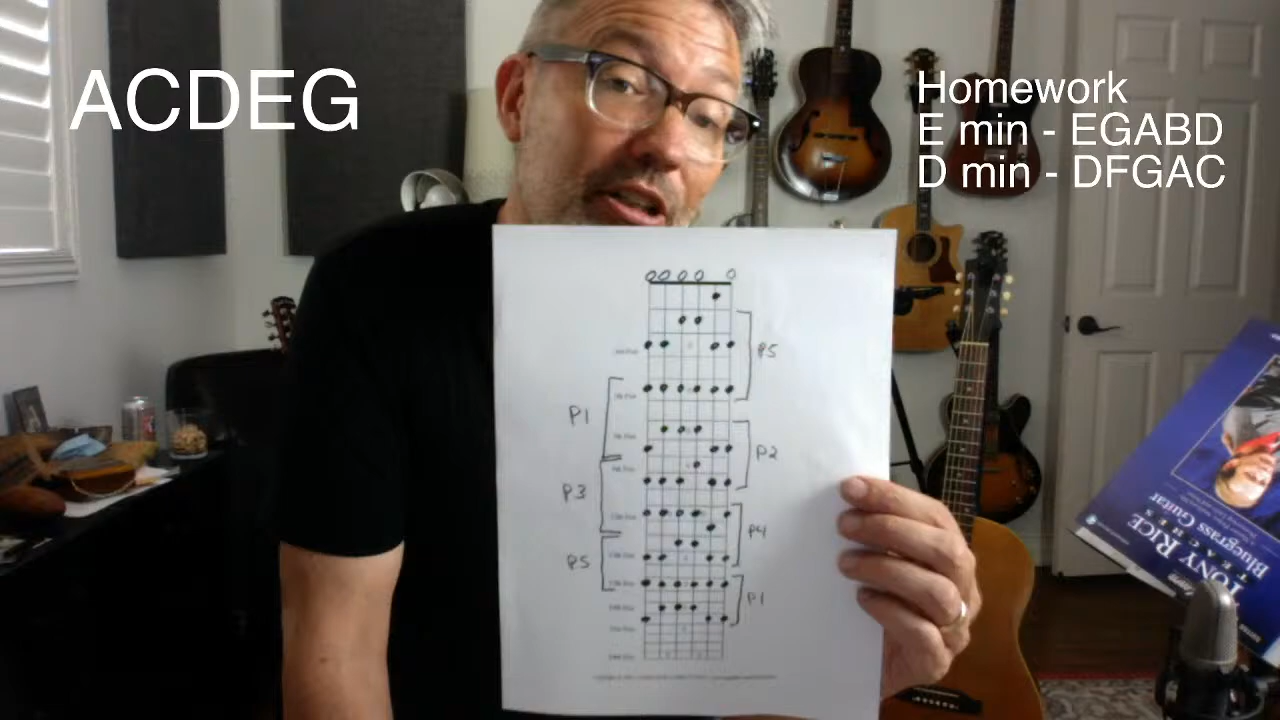 ACDEG
Homework
E min - EGABD
D min - DFGAC
P5
P1
P2
P3
P4
P5
P1
TONY RICE
TEACHES
Bluegrass Guitar